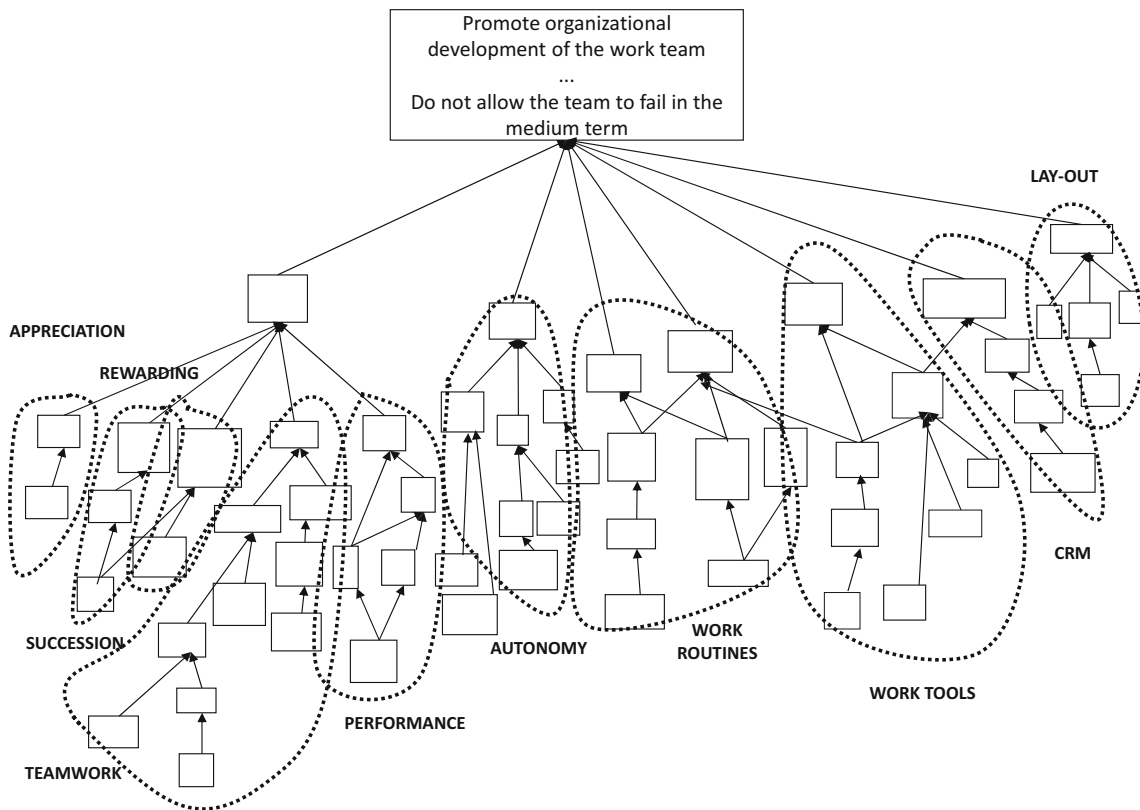 Promote organizational
development of the work team
...
Do not allow the team to fail in the
medium term
LAY-OUT
APPRECIATION
REWARDING
CRM
SUCCESSION
AUTONOMY
WORK
ROUTINES
WORK TOOLS
PERFORMANCE
TEAMWORK